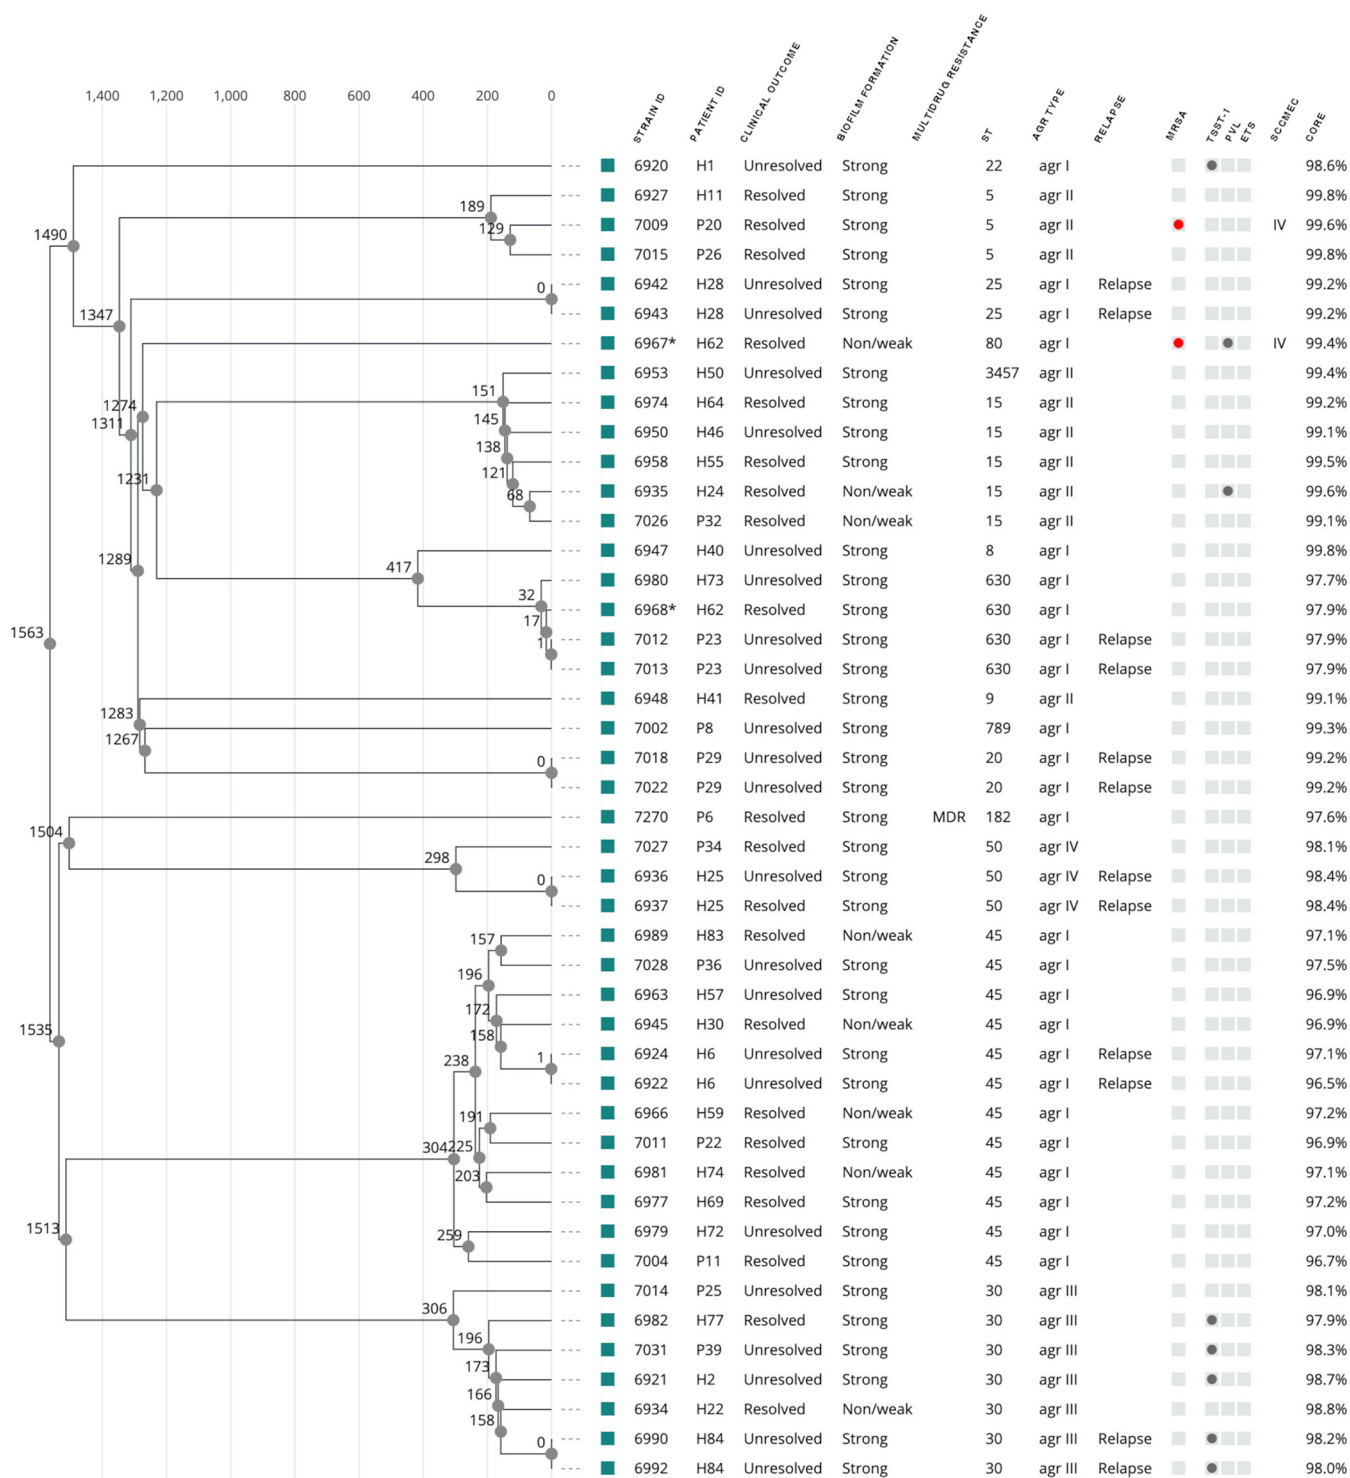 1,400 1,200 1,000 800 600 400 200 0 STRAIN ID PATIENT ID CLINICAL OUTCOME BIOFILM FORMATION MULTIDRUG RESISTANCE ST AGR TYPE RELAPSE MRSA TSST-1 PVL ETS SCCMEC CORE
6920 H1 Unresolved Strong 22 agr I 98.6%
6927 H11 Resolved Strong 5 agr II 99.8%
189
7009 P20 Resolved Strong 5 agr II IV 99.6%
129
1490
7015 P26 Resolved Strong 5 agr II 99.8%
6942 H28 Unresolved Strong 25 agr I Relapse 99.2%
0
6943 H28 Unresolved Strong 25 agr I Relapse 99.2%
1347
6967* H62 Resolved Non/weak 80 agr I IV 99.4%
6953 H50 Unresolved Strong 3457 agr II 99.4%
151
6974 H64 Resolved Strong 15 agr II 99.2%
1274
145
1311
6950 H46 Unresolved Strong 15 agr II 99.1%
138
6958 H55 Resolved Strong 15 agr II 99.5%
121
1231
6935 H24 Resolved Non/weak 15 agr II 99.6%
68
7026 P32 Resolved Non/weak 15 agr II 99.1%
6947 H40 Unresolved Strong 8 agr I 99.8%
1289
417
6980 H73 Unresolved Strong 630 agr I 97.7%
32
6968* H62 Resolved Strong 630 agr I 97.9%
17
1563
7012 P23 Unresolved Strong 630 agr I Relapse 97.9%
1
7013 P23 Unresolved Strong 630 agr I Relapse 97.9%
6948 H41 Resolved Strong 9 agr II 99.1%
1283
7002 P8 Unresolved Strong 789 agr I 99.3%
1267
7018 P29 Unresolved Strong 20 agr I Relapse 99.2%
0
7022 P29 Unresolved Strong 20 agr I Relapse 99.2%
7270 P6 Resolved Strong MDR 182 agr I 97.6%
1504
7027 P34 Resolved Strong 50 agr IV 98.1%
298
6936 H25 Unresolved Strong 50 agr IV Relapse 98.4%
0
6937 H25 Resolved Strong 50 agr IV Relapse 98.4%
6989 H83 Resolved Non/weak 45 agr I 97.1%
157
7028 P36 Unresolved Strong 45 agr I 97.5%
196
6963 H57 Unresolved Strong 45 agr I 96.9%
172
6945 H30 Resolved Non/weak 45 agr I 96.9%
1535
158
6924 H6 Unresolved Strong 45 agr I Relapse 97.1%
1
238
6922 H6 Unresolved Strong 45 agr I Relapse 96.5%
6966 H59 Resolved Non/weak 45 agr I 97.2%
191
7011 P22 Resolved Strong 45 agr I 96.9%
304
225
6981 H74 Resolved Non/weak 45 agr I 97.1%
203
6977 H69 Resolved Strong 45 agr I 97.2%
1513
6979 H72 Unresolved Strong 45 agr I 97.0%
259
7004 P11 Resolved Strong 45 agr I 96.7%
7014 P25 Unresolved Strong 30 agr III 98.1%
306
6982 H77 Resolved Strong 30 agr III 97.9%
196
7031 P39 Unresolved Strong 30 agr III 98.3%
173
6921 H2 Unresolved Strong 30 agr III 98.7%
166
6934 H22 Resolved Non/weak 30 agr III 98.8%
158
6990 H84 Unresolved Strong 30 agr III Relapse 98.2%
0
6992 H84 Unresolved Strong 30 agr III Relapse 98.0%